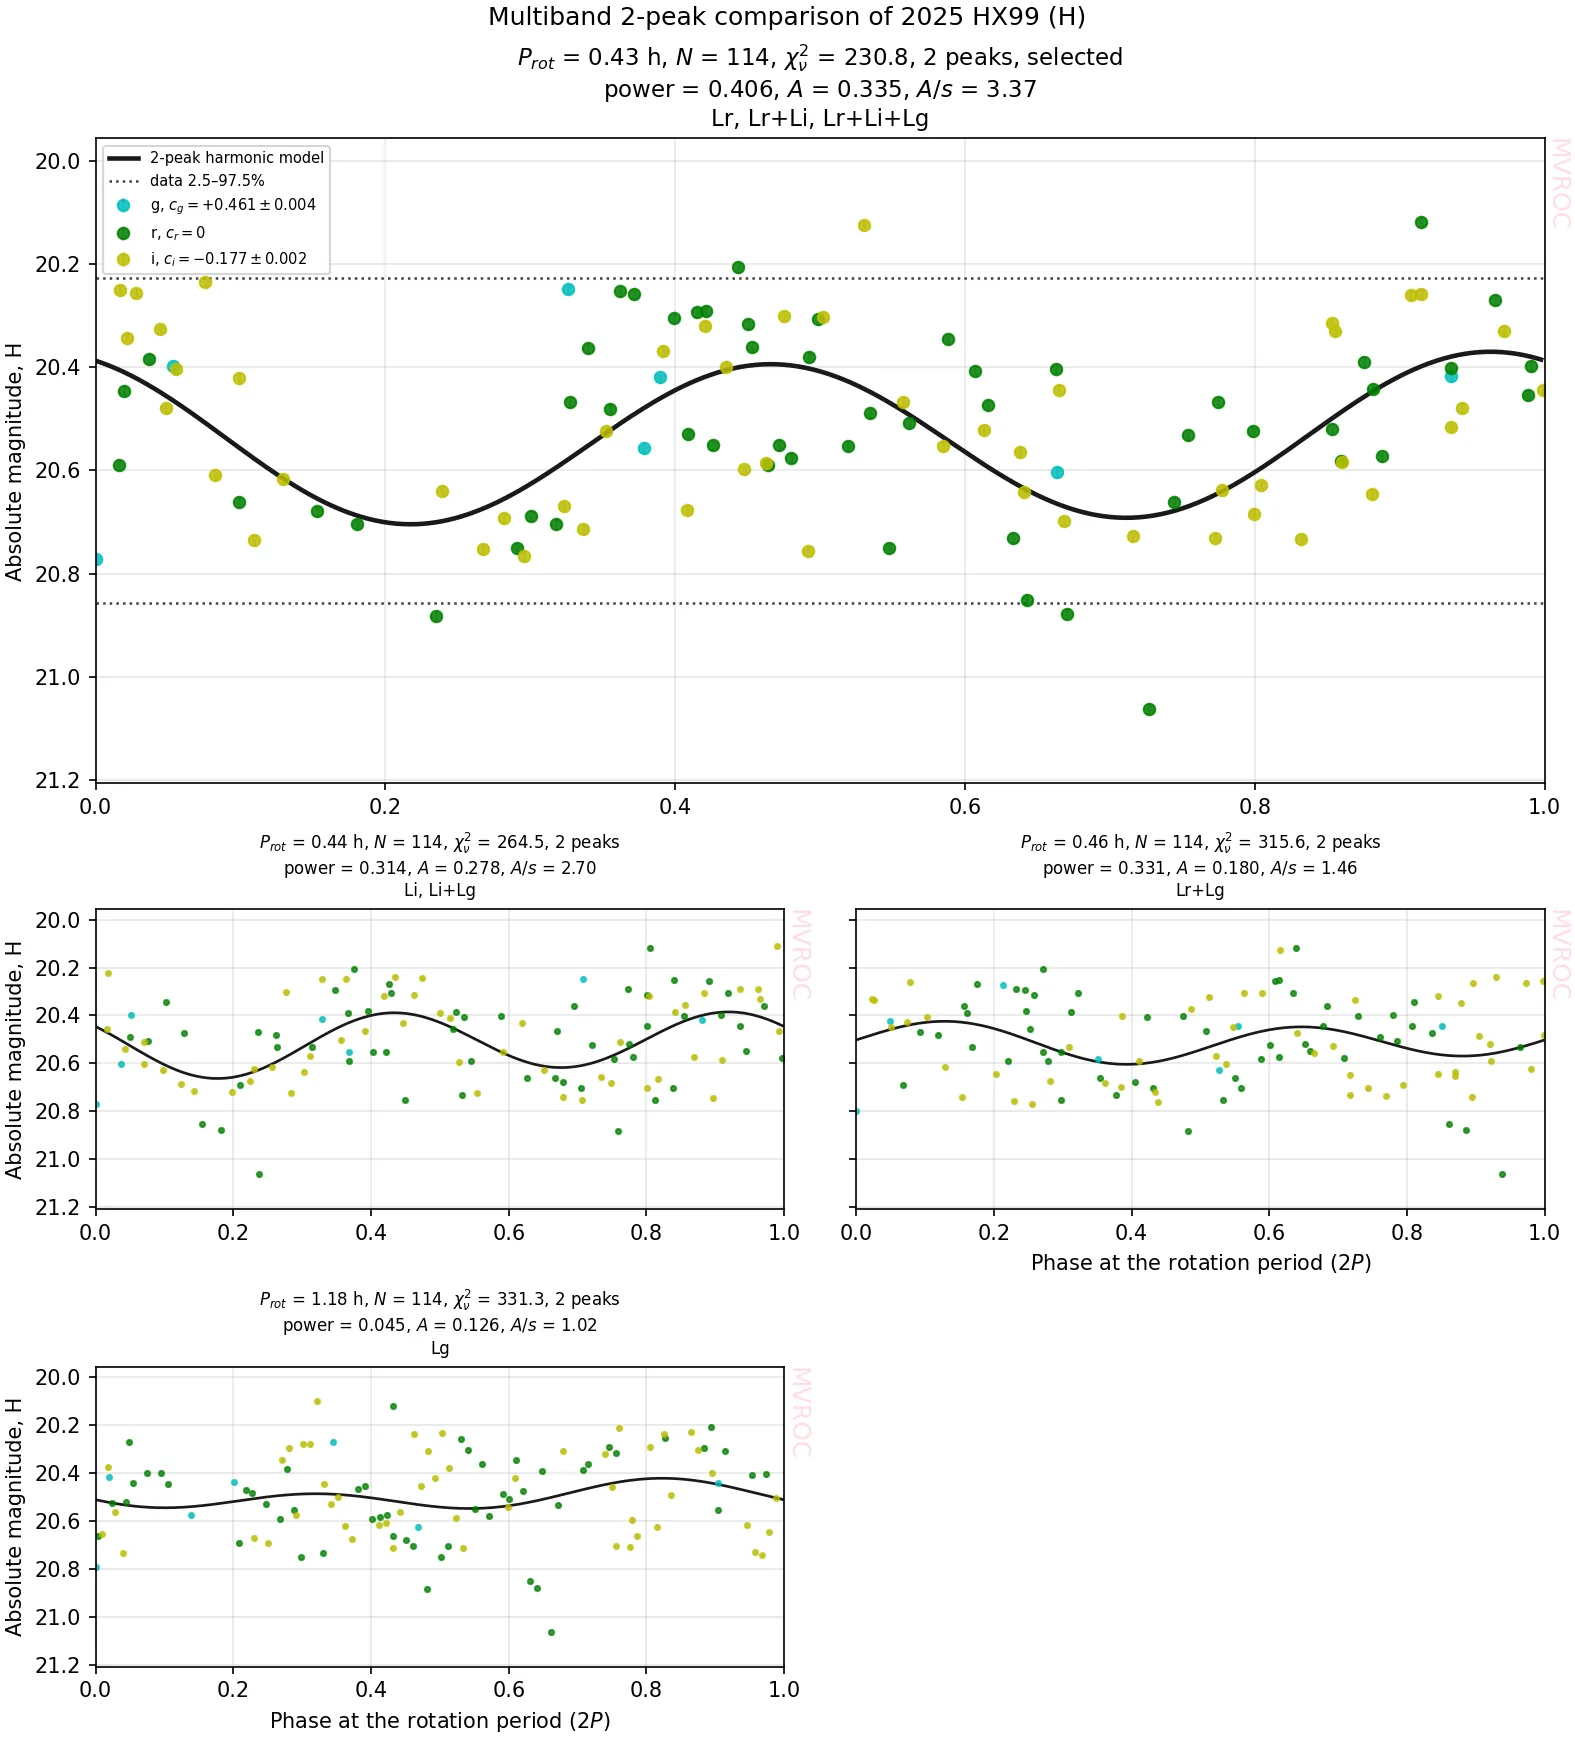 Multiband 2-peak comparison of 2025 HX99 (H)
P_rot = 0.43 h, N = 114, χ²_ν = 230.8, 2 peaks, selected
power = 0.406, A = 0.335, A/s = 3.37
Lr, Lr+Li, Lr+Li+Lg
2-peak harmonic model
data 2.5–97.5%
g, c_g = +0.461 ± 0.004
r, c_r = 0
i, c_i = −0.177 ± 0.002
MVROC
Absolute magnitude, H
20.0
20.2
20.4
20.6
20.8
21.0
21.2
0.0 0.2 0.4 0.6 0.8 1.0
P_rot = 0.44 h, N = 114, χ²_ν = 264.5, 2 peaks
power = 0.314, A = 0.278, A/s = 2.70
Li, Li+Lg
MVROC
Absolute magnitude, H
20.0
20.2
20.4
20.6
20.8
21.0
21.2
0.0 0.2 0.4 0.6 0.8 1.0
P_rot = 0.46 h, N = 114, χ²_ν = 315.6, 2 peaks
power = 0.331, A = 0.180, A/s = 1.46
Lr+Lg
MVROC
0.0 0.2 0.4 0.6 0.8 1.0
Phase at the rotation period (2P)
P_rot = 1.18 h, N = 114, χ²_ν = 331.3, 2 peaks
power = 0.045, A = 0.126, A/s = 1.02
Lg
MVROC
Absolute magnitude, H
20.0
20.2
20.4
20.6
20.8
21.0
21.2
0.0 0.2 0.4 0.6 0.8 1.0
Phase at the rotation period (2P)